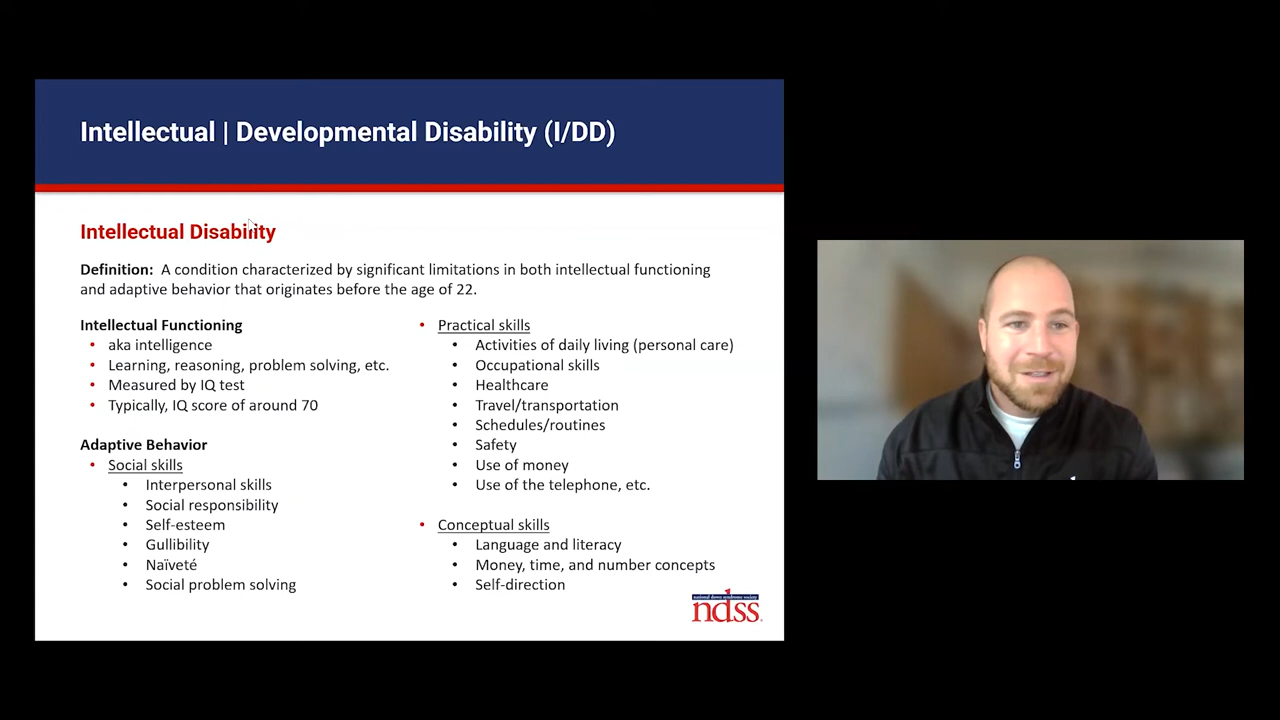 Intellectual | Developmental Disability (I/DD)
Intellectual Disability
Definition: A condition characterized by significant limitations in both intellectual functioning
and adaptive behavior that originates before the age of 22.
Intellectual Functioning
• aka intelligence
• Learning, reasoning, problem solving, etc.
• Measured by IQ test
• Typically, IQ score of around 70
Adaptive Behavior
• Social skills
• Interpersonal skills
• Social responsibility
• Self-esteem
• Gullibility
• Naïveté
• Social problem solving
• Practical skills
• Activities of daily living (personal care)
• Occupational skills
• Healthcare
• Travel/transportation
• Schedules/routines
• Safety
• Use of money
• Use of the telephone, etc.
• Conceptual skills
• Language and literacy
• Money, time, and number concepts
• Self-direction
national down syndrome society
ndss